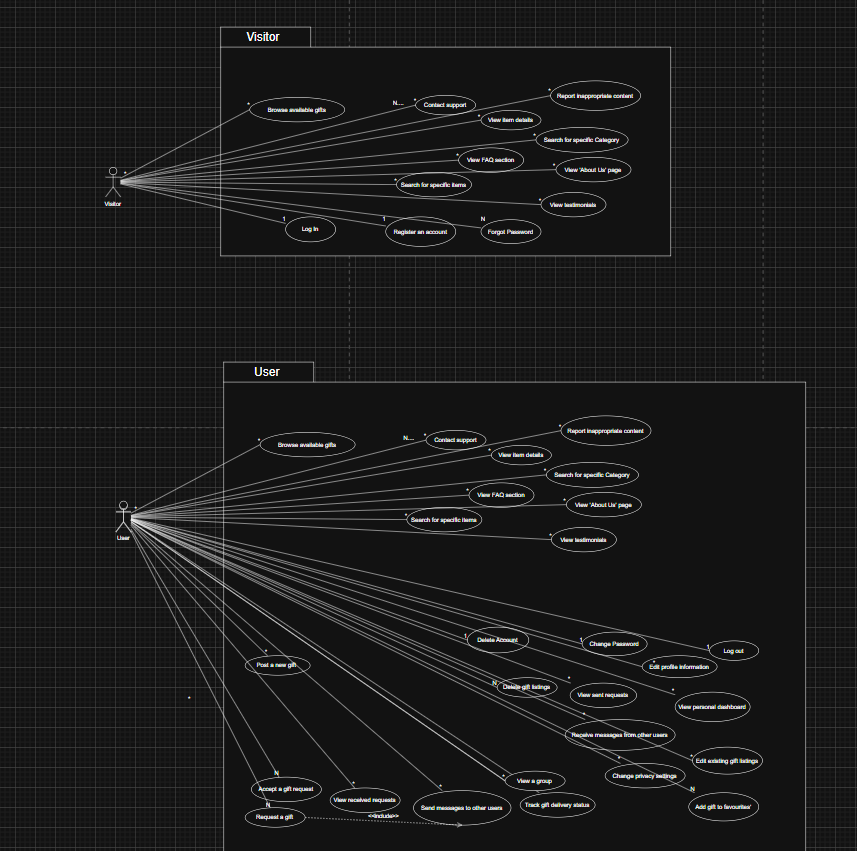 Visitor
Browse available gifts
N....
Contact support
Report inappropriate content
View item details
Search for specific Category
View FAQ section
View 'About Us' page
Search for specific items
View testimonials
Visitor
1
Log In
1
Register an account
N
Forgot Password
User
Browse available gifts
N....
Contact support
Report inappropriate content
View item details
Search for specific Category
View FAQ section
View 'About Us' page
Search for specific items
View testimonials
User
1
Delete Account
1
Change Password
1
Log out
Post a new gift
Edit profile information
N
Delete gift listings
View sent requests
View personal dashboard
Receive messages from other users
Edit existing gift listings
N
Accept a gift request
View a group
Change privacy settings
N
View received requests
N
Request a gift
<<include>>
Send messages to other users
Track gift delivery status
Add gift to favourites'